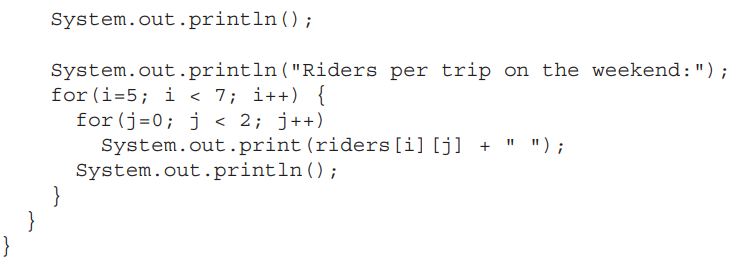 System.out.println();
System.out.println("Riders per trip on the weekend:");
for(i=5; i < 7; i++) {
for(j=0; j < 2; j++)
System.out.print(riders[i][j] + " ");
System.out.println();
}
}
}